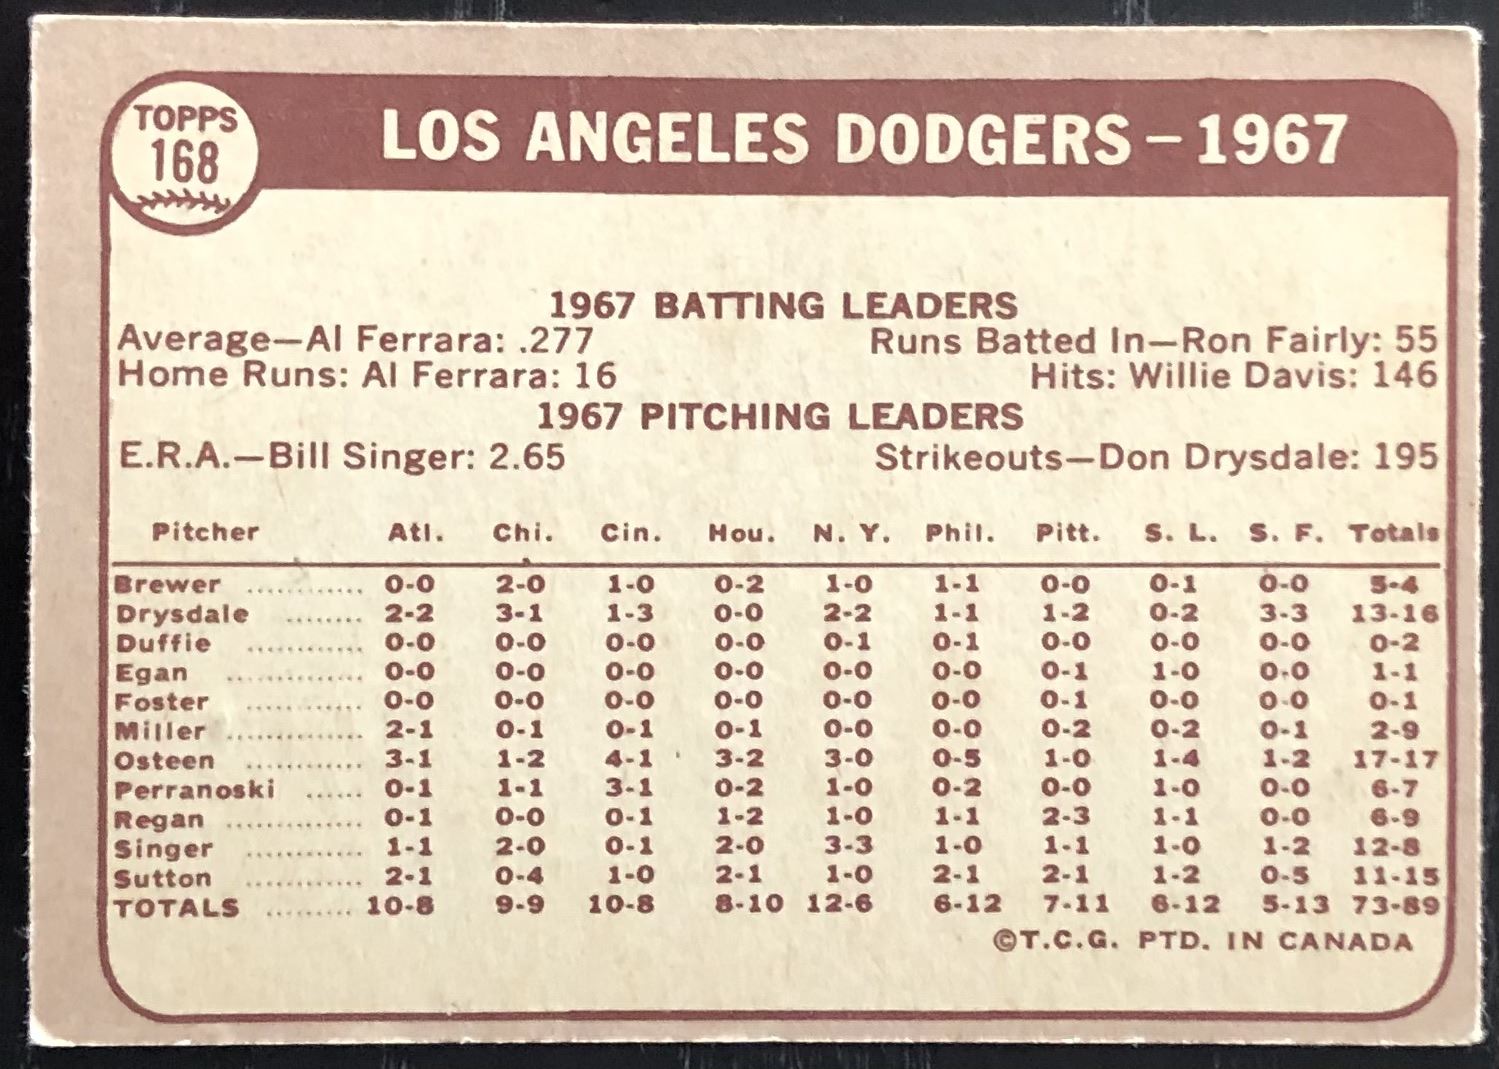 TOPPS
168
LOS ANGELES DODGERS – 1967
1967 BATTING LEADERS
Average—Al Ferrara: .277 Runs Batted In—Ron Fairly: 55
Home Runs: Al Ferrara: 16 Hits: Willie Davis: 146
1967 PITCHING LEADERS
E.R.A.—Bill Singer: 2.65 Strikeouts—Don Drysdale: 195
Pitcher Atl. Chi. Cin. Hou. N. Y. Phil. Pitt. S. L. S. F. Totals
Brewer ............ 0-0 2-0 1-0 0-2 1-0 1-1 0-0 0-1 0-0 5-4
Drysdale ........ 2-2 3-1 1-3 0-0 2-2 1-1 1-2 0-2 3-3 13-16
Duffie ............ 0-0 0-0 0-0 0-0 0-1 0-1 0-0 0-0 0-0 0-2
Egan .............. 0-0 0-0 0-0 0-0 0-0 0-0 0-1 1-0 0-0 1-1
Foster ............ 0-0 0-0 0-0 0-0 0-0 0-0 0-1 0-0 0-0 0-1
Miller .............. 2-1 0-1 0-1 0-1 0-0 0-0 0-2 0-2 0-1 2-9
Osteen ............ 3-1 1-2 4-1 3-2 3-0 0-5 1-0 1-4 1-2 17-17
Perranoski ...... 0-1 1-1 3-1 0-2 1-0 0-2 0-0 1-0 0-0 6-7
Regan .............. 0-1 0-0 0-1 1-2 1-0 1-1 2-3 1-1 0-0 6-9
Singer ............ 1-1 2-0 0-1 2-0 3-3 1-0 1-1 1-0 1-2 12-8
Sutton ............ 2-1 0-4 1-0 2-1 1-0 2-1 2-1 1-2 0-5 11-15
TOTALS ......... 10-8 9-9 10-8 8-10 12-6 6-12 7-11 6-12 5-13 73-89
©T.C.G. PTD. IN CANADA